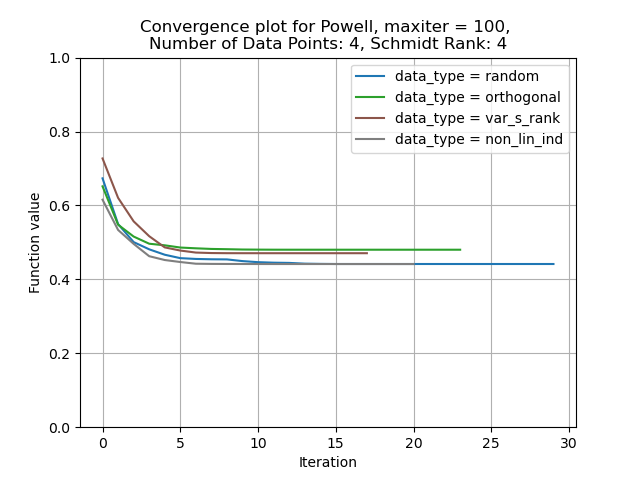 Convergence plot for Powell, maxiter = 100,
Number of Data Points: 4, Schmidt Rank: 4
1.0
0.8
0.6
0.4
0.2
0.0
Function value
data_type = random
data_type = orthogonal
data_type = var_s_rank
data_type = non_lin_ind
0 5 10 15 20 25 30
Iteration